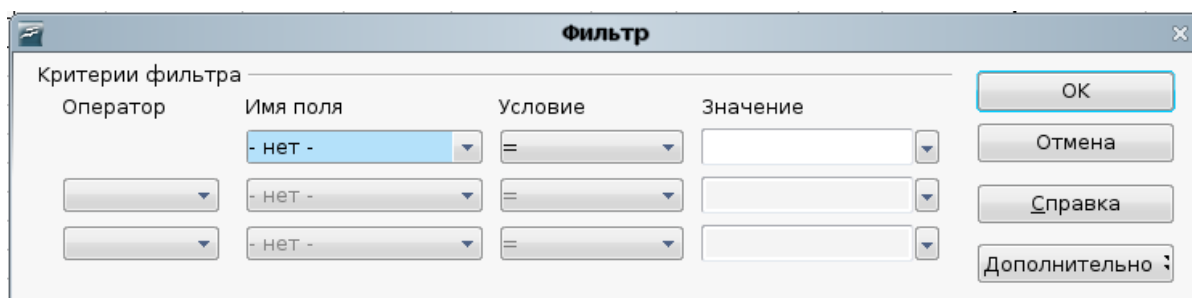 Фильтр
Критерии фильтра
Оператор Имя поля Условие Значение
- нет - =
- нет - =
- нет - =
OK
Отмена
Справка
Дополнительно